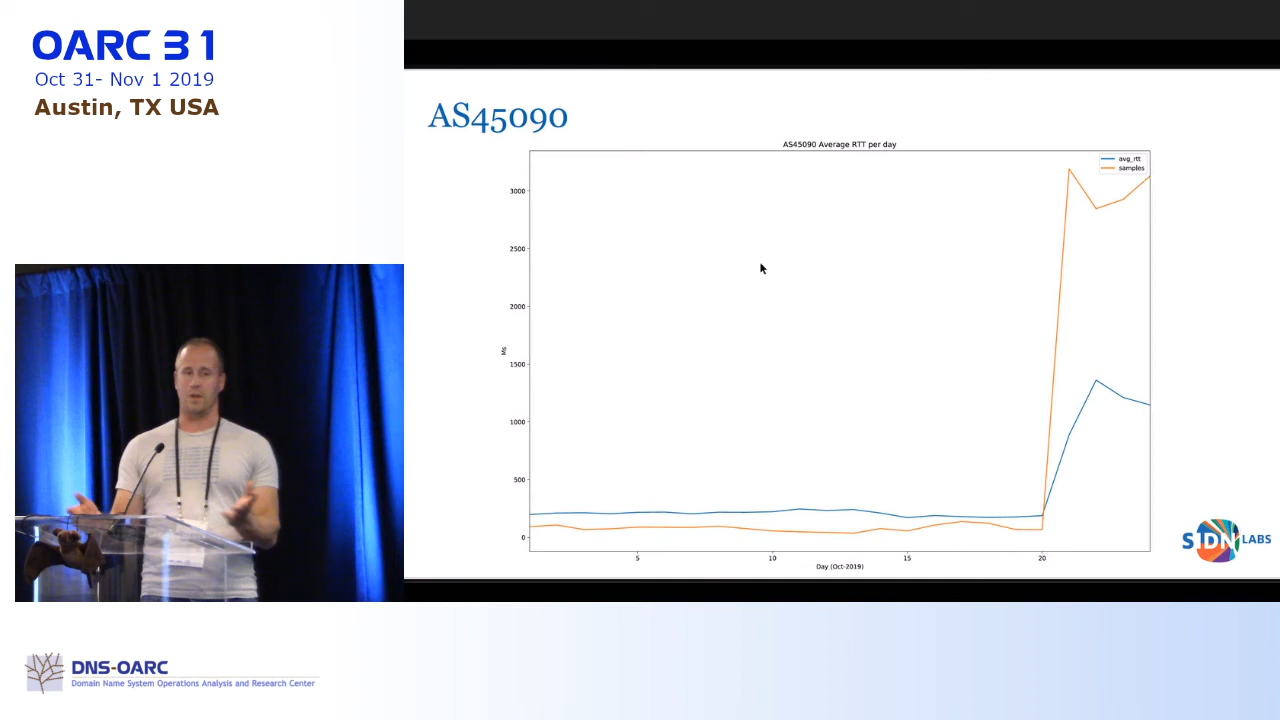 OARC 31
Oct 31- Nov 1 2019
Austin, TX USA
AS45090
AS45090 Average RTT per day
avg_rtt
samples
3000
2500
2000
1500
1000
500
0
Ms
5
10
15
20
Day (Oct-2019)
SIDN LABS
DNS-OARC
Domain Name System Operations Analysis and Research Center